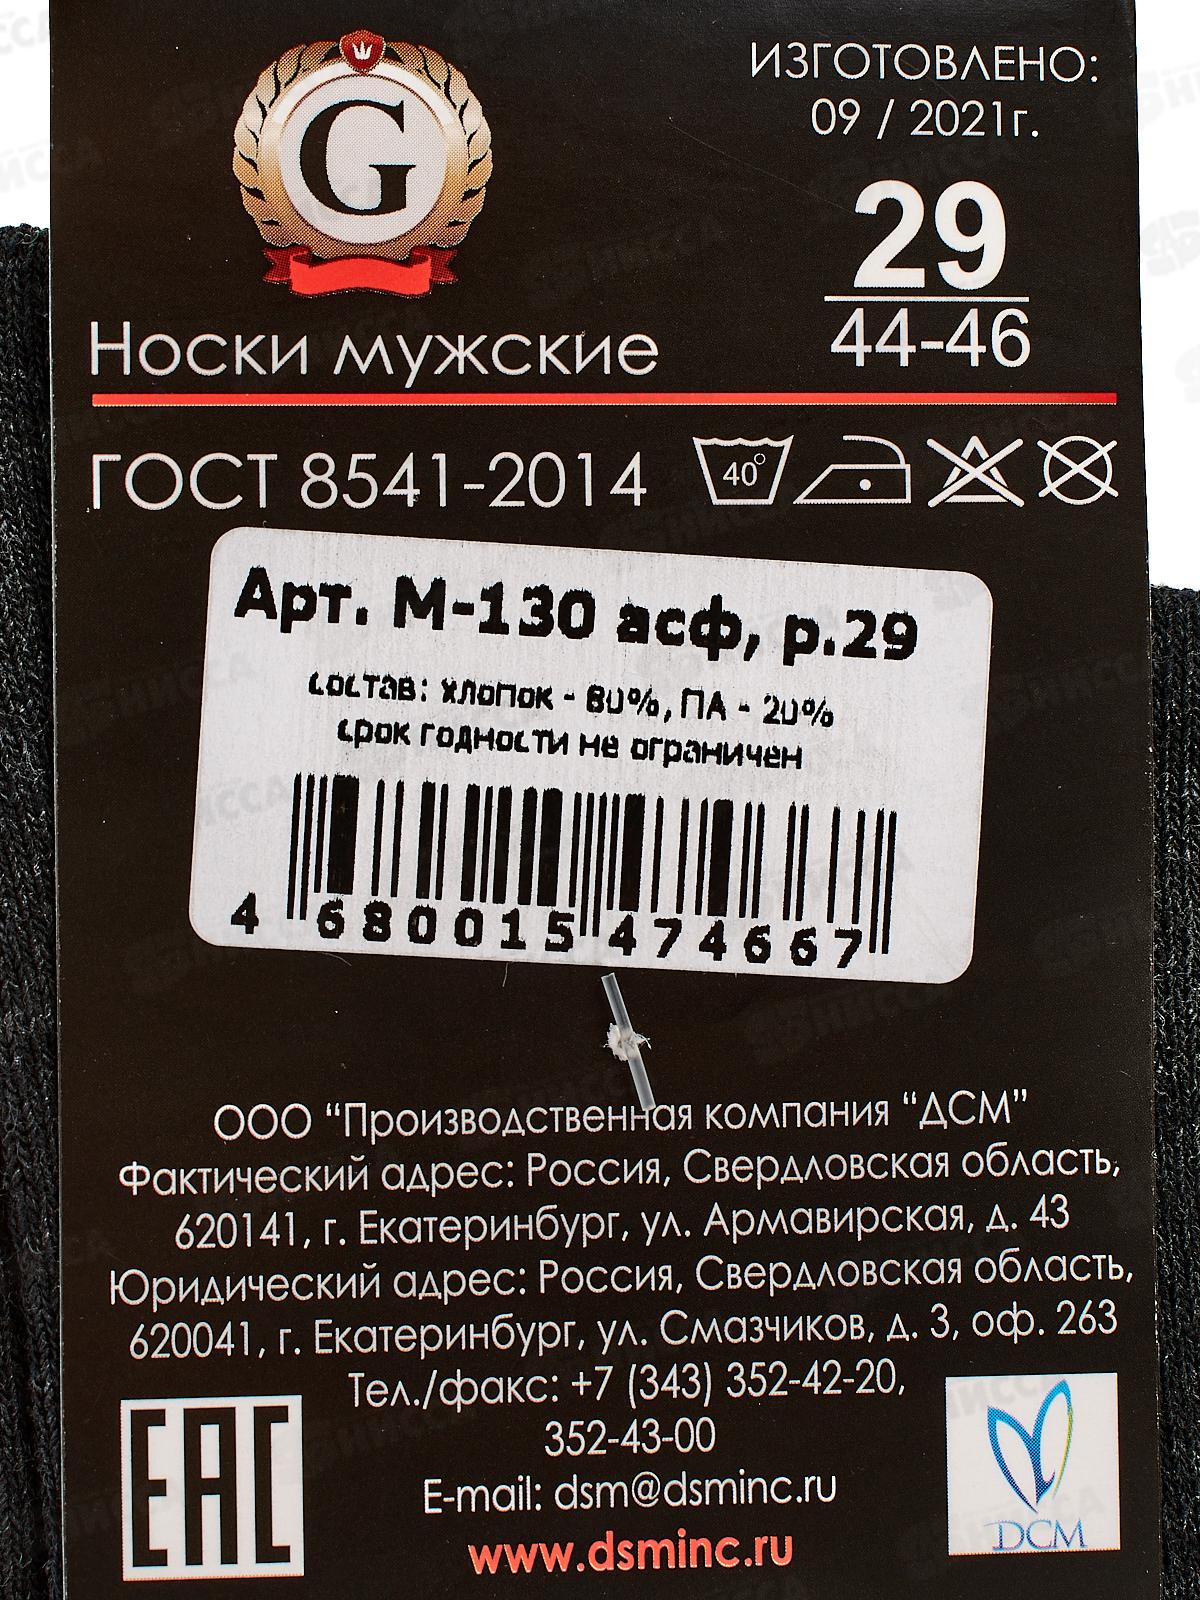 G
ИЗГОТОВЛЕНО:
09 / 2021г.
29
44-46
Носки мужские
ГОСТ 8541-2014
40°
Арт. М-130 асф, р.29
состав: хлопок - 80%, ПА - 20%
срок годности не ограничен
4 680015 474667
ООО “Производственная компания “ДСМ”
Фактический адрес: Россия, Свердловская область,
620141, г. Екатеринбург, ул. Армавирская, д. 43
Юридический адрес: Россия, Свердловская область,
620041, г. Екатеринбург, ул. Смазчиков, д. 3, оф. 263
Тел./факс: +7 (343) 352-42-20,
352-43-00
E-mail: dsm@dsminc.ru
www.dsminc.ru
ЕАС
ДСМ